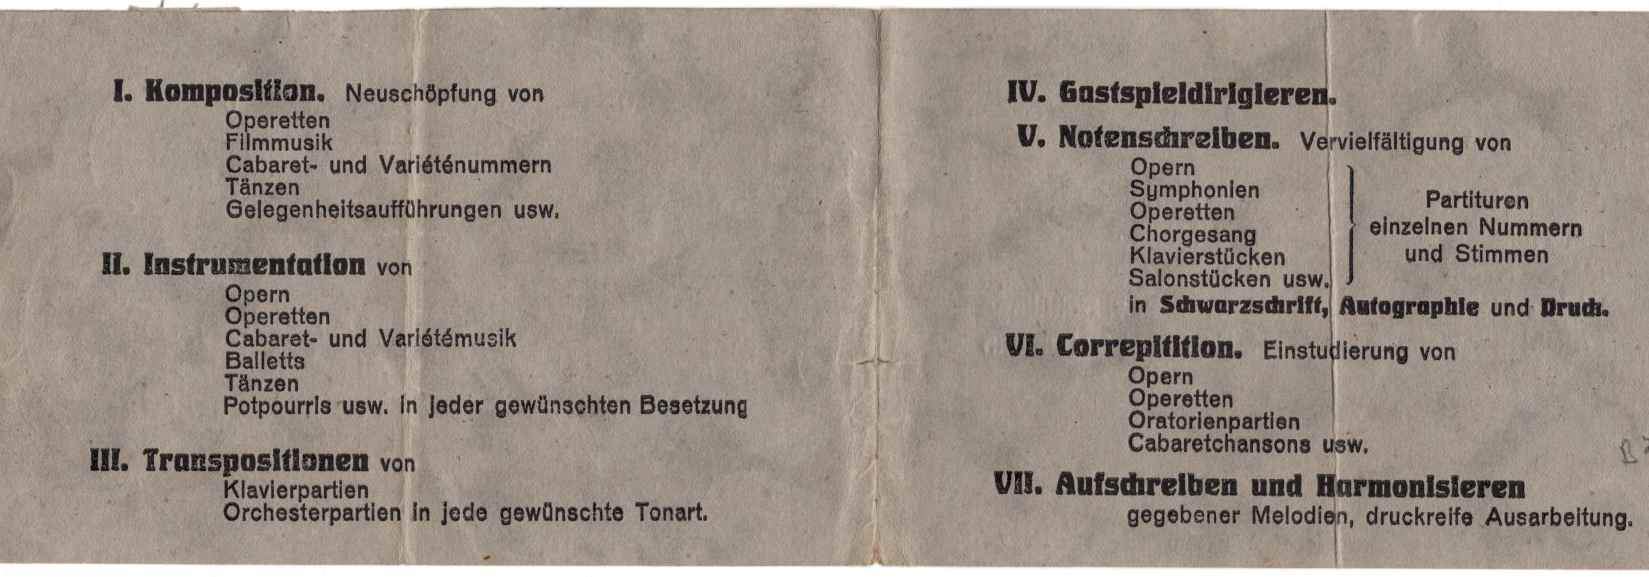 I. Komposition. Neuschöpfung von
Operetten
Filmmusik
Cabaret- und Variéténummern
Tänzen
Gelegenheitsaufführungen usw.
II. Instrumentation von
Opern
Operetten
Cabaret- und Variétémusik
Balletts
Tänzen
Potpourris usw. in jeder gewünschten Besetzung
III. Transpositionen von
Klavierpartien
Orchesterpartien in jede gewünschte Tonart.
IV. Gastspieldirigieren.
V. Notenschreiben. Vervielfältigung von
Opern
Symphonien
Operetten
Chorgesang
Klavierstücken
Salonstücken usw.
Partituren
einzelnen Nummern
und Stimmen
in Schwarzschrift, Autographie und Druck.
VI. Correpitition. Einstudierung von
Opern
Operetten
Oratorienpartien
Cabaretchansons usw.
VII. Aufschreiben und Harmonisieren
gegebener Melodien, druckreife Ausarbeitung.